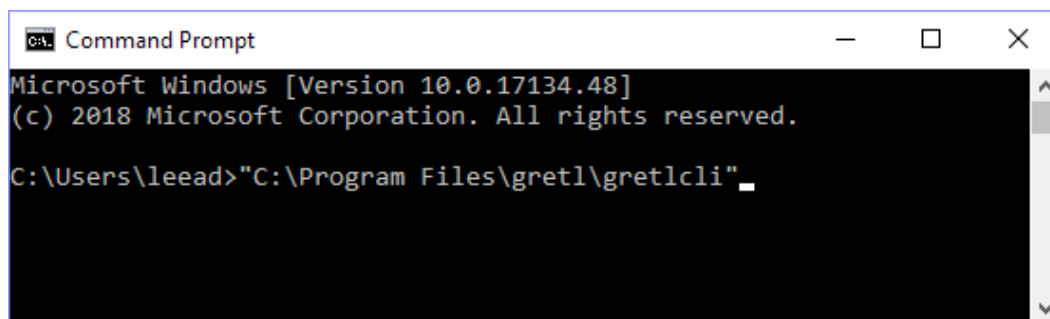 Command Prompt
Microsoft Windows [Version 10.0.17134.48]
(c) 2018 Microsoft Corporation. All rights reserved.
C:\Users\leead>"C:\Program Files\gretl\gretlcli"